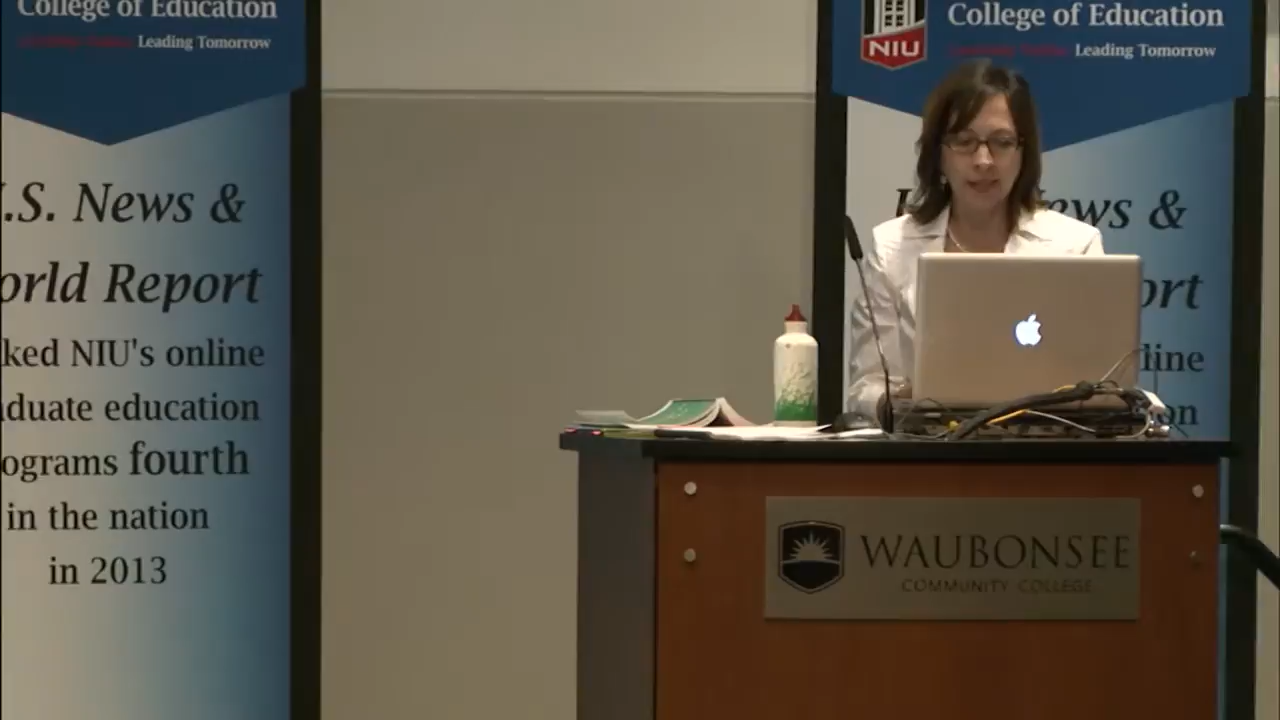 College of Education
Leading Tomorrow
.S. News &
orld Report
ked NIU's online
duate education
ograms fourth
in the nation
in 2013
NIU
College of Education
Leading Tomorrow
ews &
ort
line
on
WAUBONSEE
COMMUNITY COLLEGE